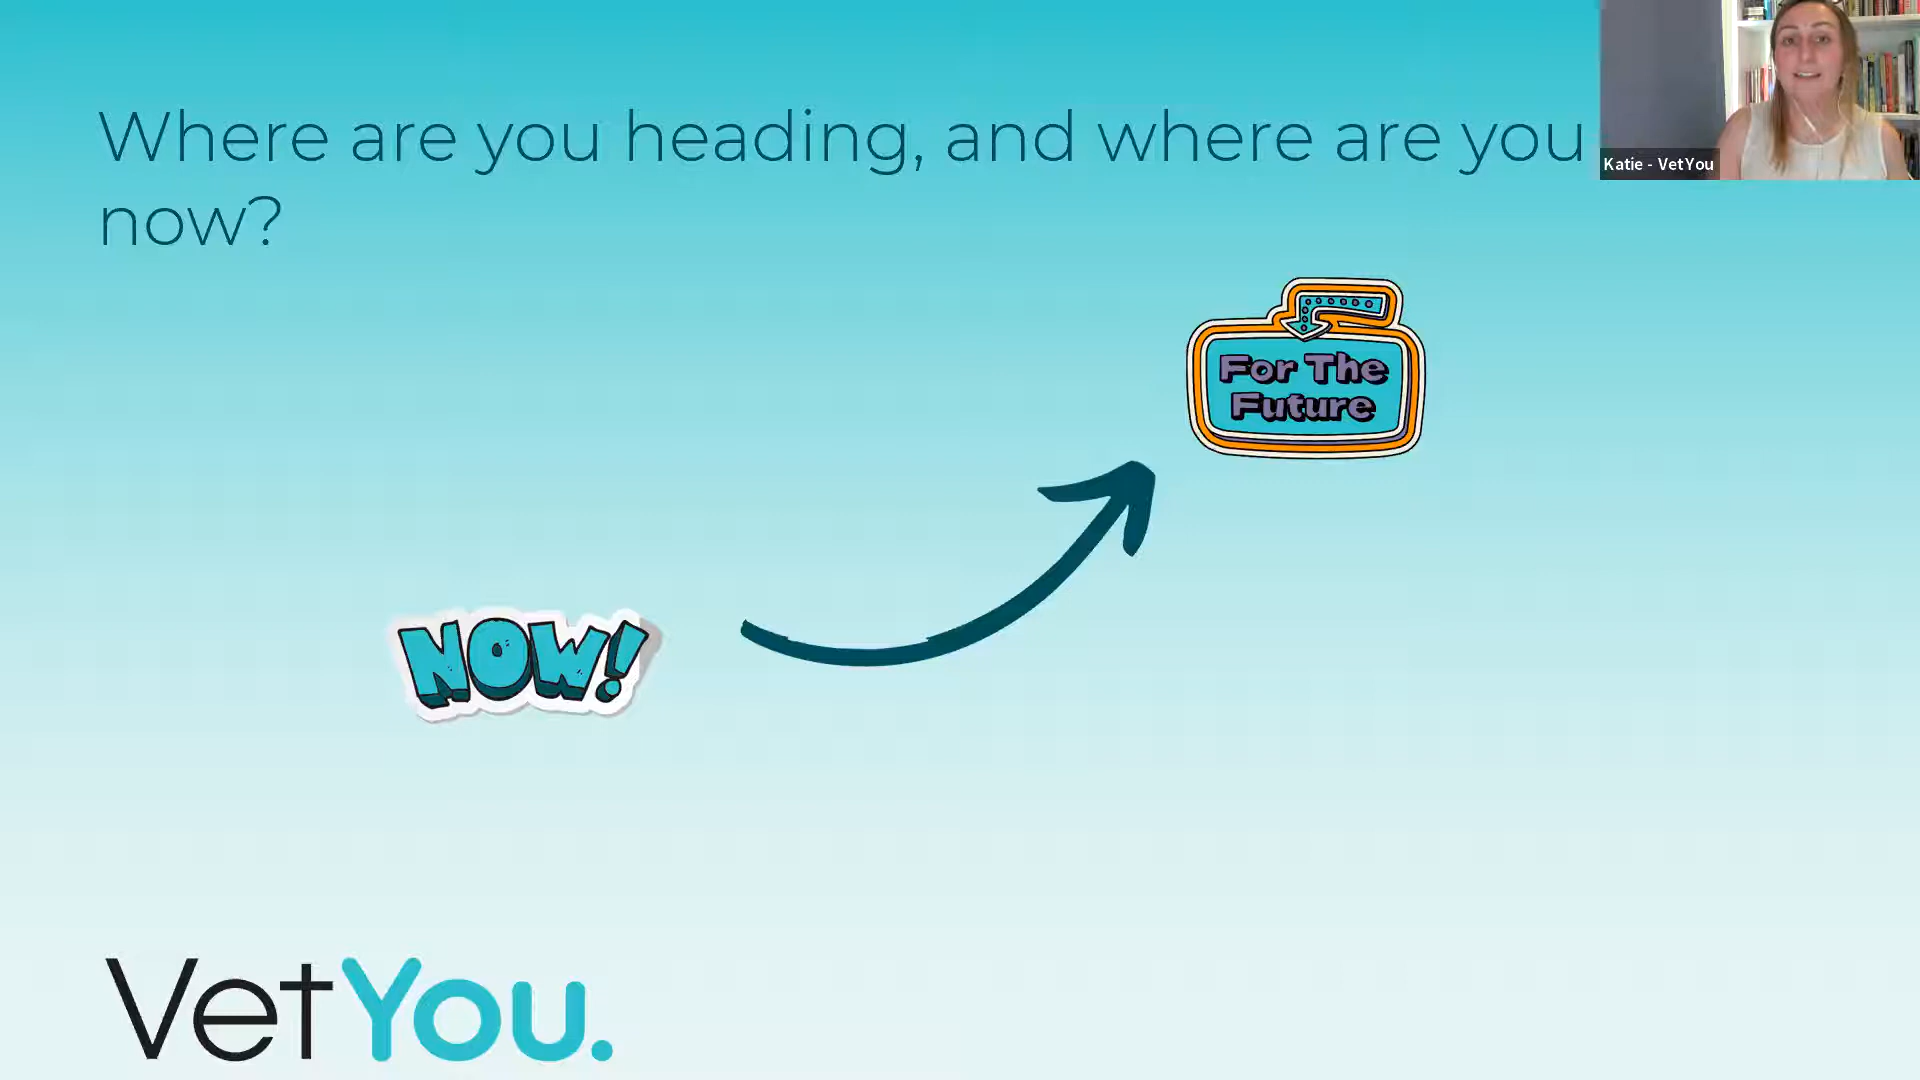 Where are you heading, and where are you
now?
Katie - VetYou
For The
Future
NOW!
VetYou.